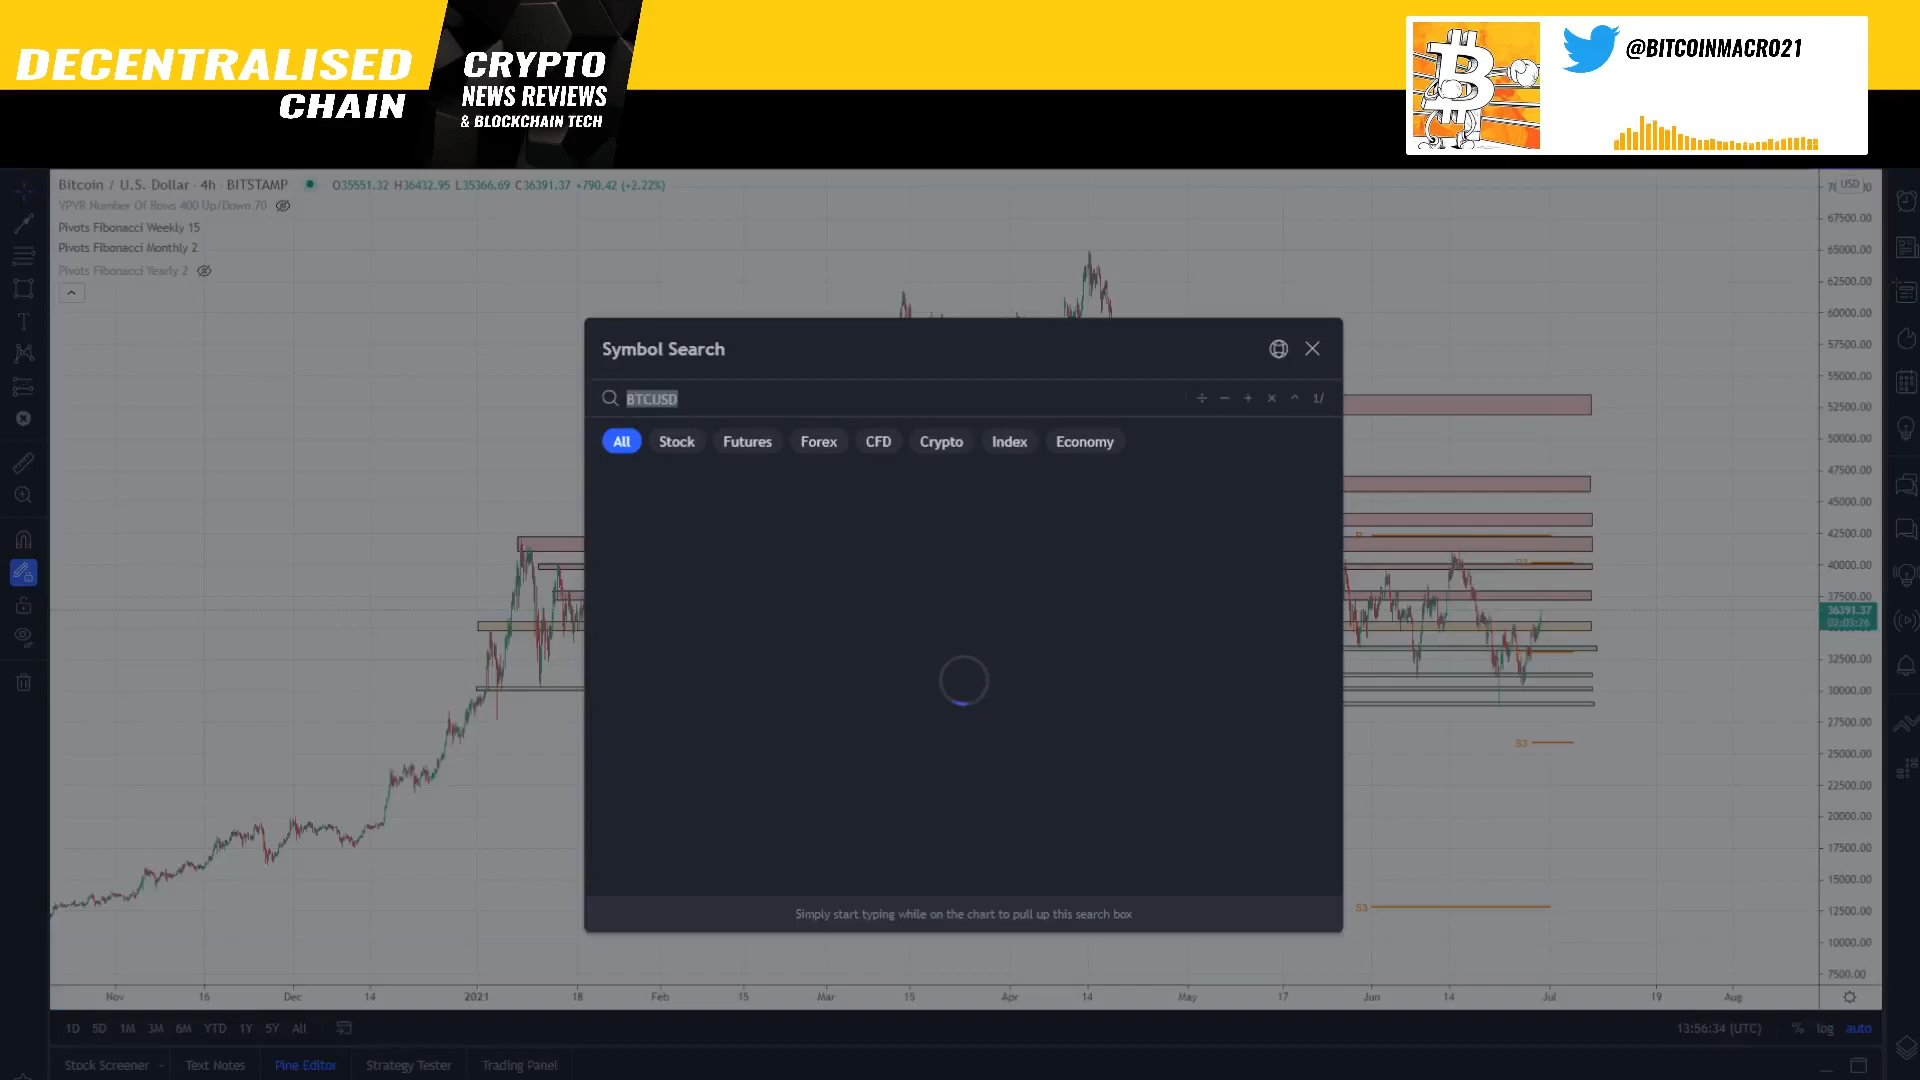 DECENTRALISED
CHAIN
CRYPTO
NEWS REVIEWS
& BLOCKCHAIN TECH
@BITCOINMACRO21
Bitcoin / U.S. Dollar · 4h · BITSTAMP
O35551.32 H36432.95 L35366.69 C36391.37 +790.42 (+2.22%)
VPVR Number Of Rows 400 Up/Down 70
Pivots Fibonacci Weekly 15
Pivots Fibonacci Monthly 2
Pivots Fibonacci Yearly 2
USD
67500.00
65000.00
62500.00
60000.00
57500.00
55000.00
52500.00
50000.00
47500.00
45000.00
42500.00
40000.00
37500.00
36391.37
02:03:26
32500.00
30000.00
27500.00
25000.00
22500.00
20000.00
17500.00
15000.00
12500.00
10000.00
7500.00
Symbol Search
BTCUSD
÷ − + × ^ 1/
All Stock Futures Forex CFD Crypto Index Economy
Simply start typing while on the chart to pull up this search box
P
S3
S3
Nov 16 Dec 14 2021 18 Feb 15 Mar 15 Apr 14 May 17 Jun 14 Jul 19 Aug
1D 5D 1M 3M 6M YTD 1Y 5Y All
13:56:34 (UTC) % log auto
Stock Screener Text Notes Pine Editor Strategy Tester Trading Panel